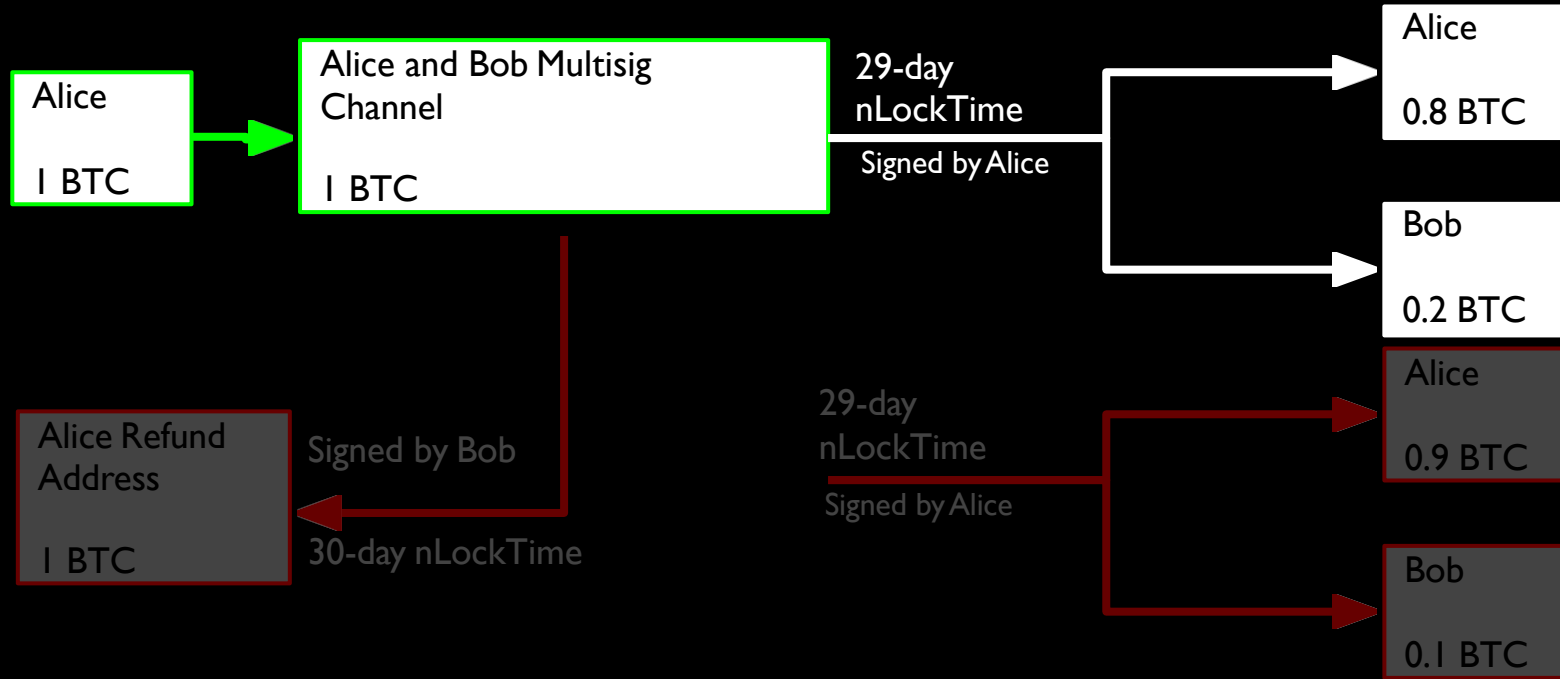 Alice
1 BTC
Alice and Bob Multisig
Channel
1 BTC
29-day
nLockTime
Signed by Alice
Alice
0.8 BTC
Bob
0.2 BTC
Alice Refund
Address
1 BTC
Signed by Bob
30-day nLockTime
29-day
nLockTime
Signed by Alice
Alice
0.9 BTC
Bob
0.1 BTC